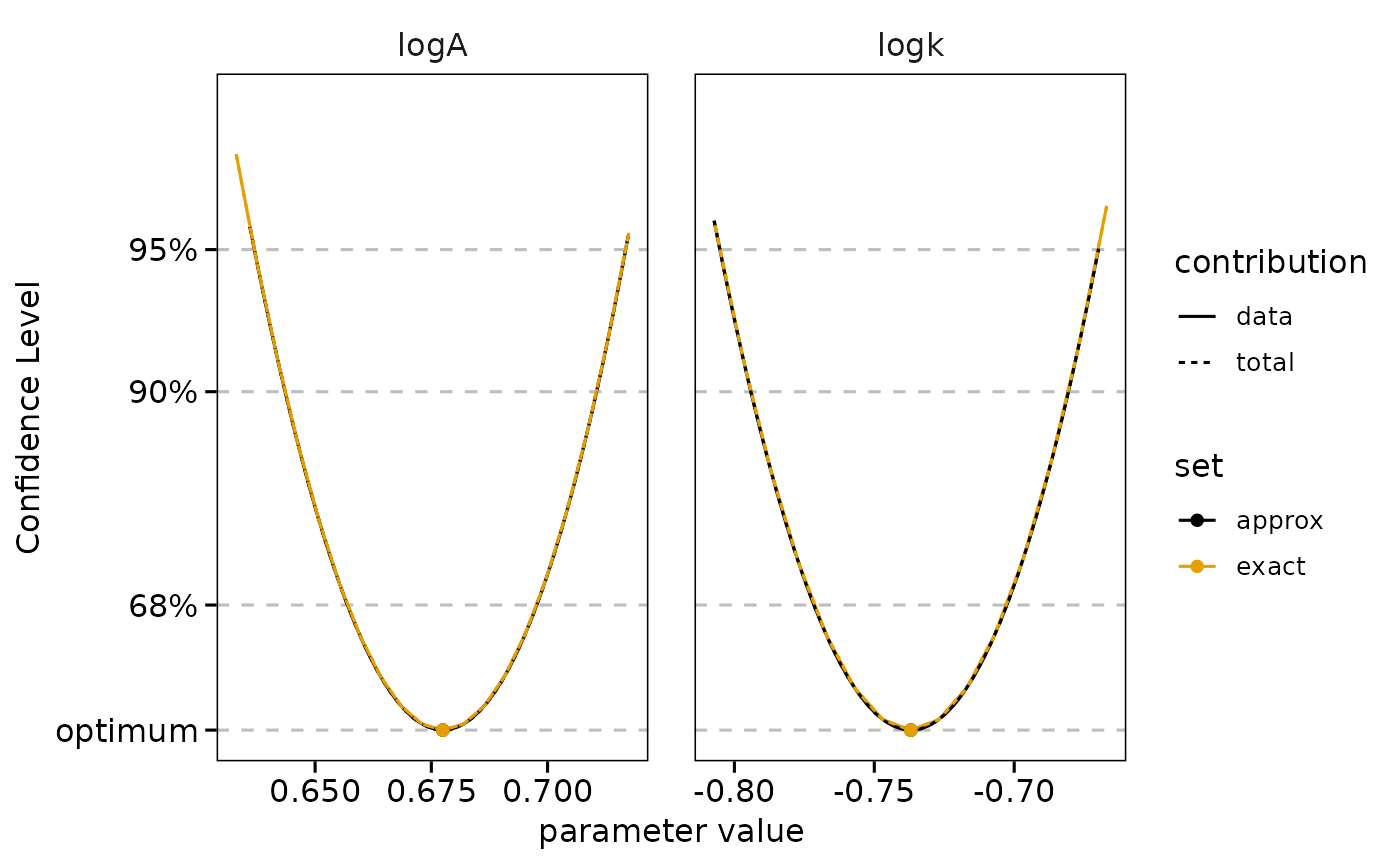 logA
logk
Confidence Level
95%
90%
68%
optimum
0.650 0.675 0.700
-0.80 -0.75 -0.70
parameter value
contribution
data
total
set
approx
exact